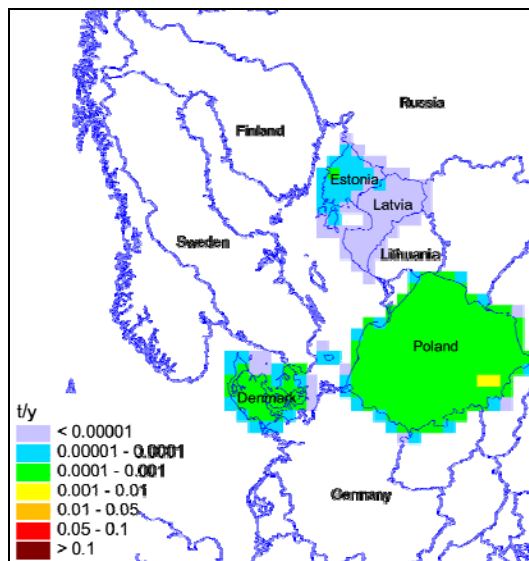 Russia
Finland
Estonia
Latvia
Sweden
Lithuania
Poland
Denmark
t/y
< 0.00001
0.00001 - 0.0001
0.0001 - 0.001
0.001 - 0.01
0.01 - 0.05
0.05 - 0.1
> 0.1
Germany